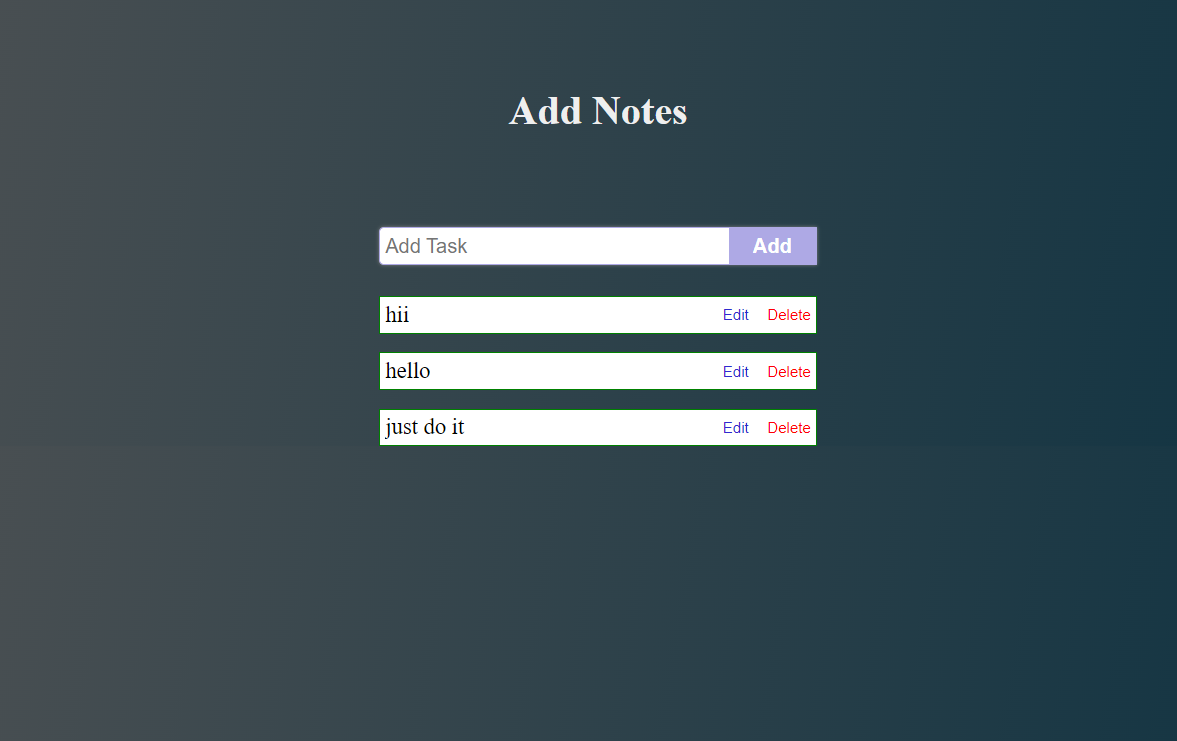 Add Notes
Add Task Add
hii Edit Delete
hello Edit Delete
just do it Edit Delete